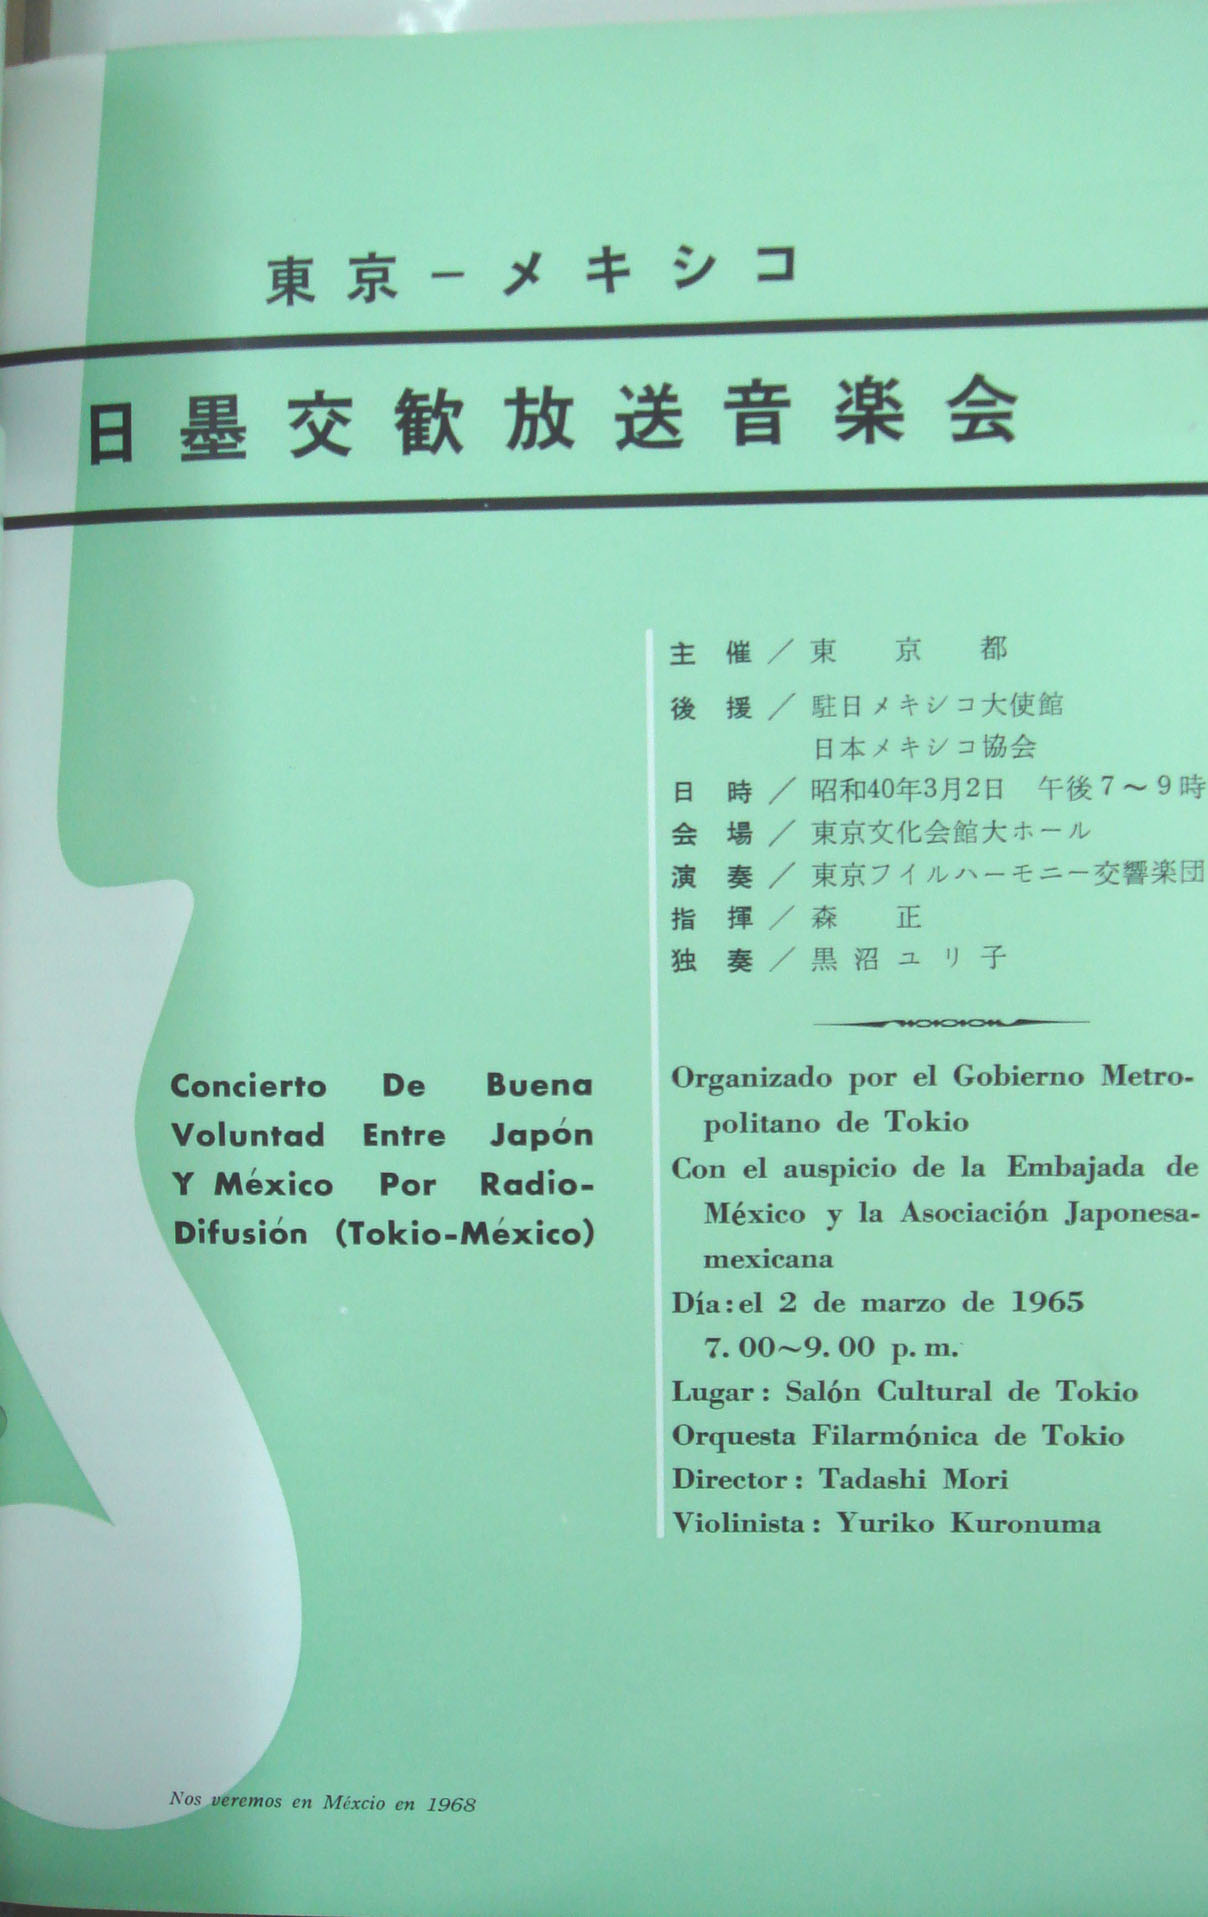 東京－メキシコ
日墨交歓放送音楽会
主催／東京都
後援／駐日メキシコ大使館
日本メキシコ協会
日時／昭和40年3月2日 午後7～9時
会場／東京文化会館大ホール
演奏／東京フイルハーモニー交響楽団
指揮／森正
独奏／黒沼ユリ子
Concierto De Buena
Voluntad Entre Japón
Y México Por Radio-
Difusión (Tokio-México)
Organizado por el Gobierno Metro-
politano de Tokio
Con el auspicio de la Embajada de
México y la Asociación Japonesa-
mexicana
Día:el 2 de marzo de 1965
7.00～9.00 p.m.
Lugar: Salón Cultural de Tokio
Orquesta Filarmónica de Tokio
Director: Tadashi Mori
Violinista: Yuriko Kuronuma
Nos veremos en Méxcio en 1968